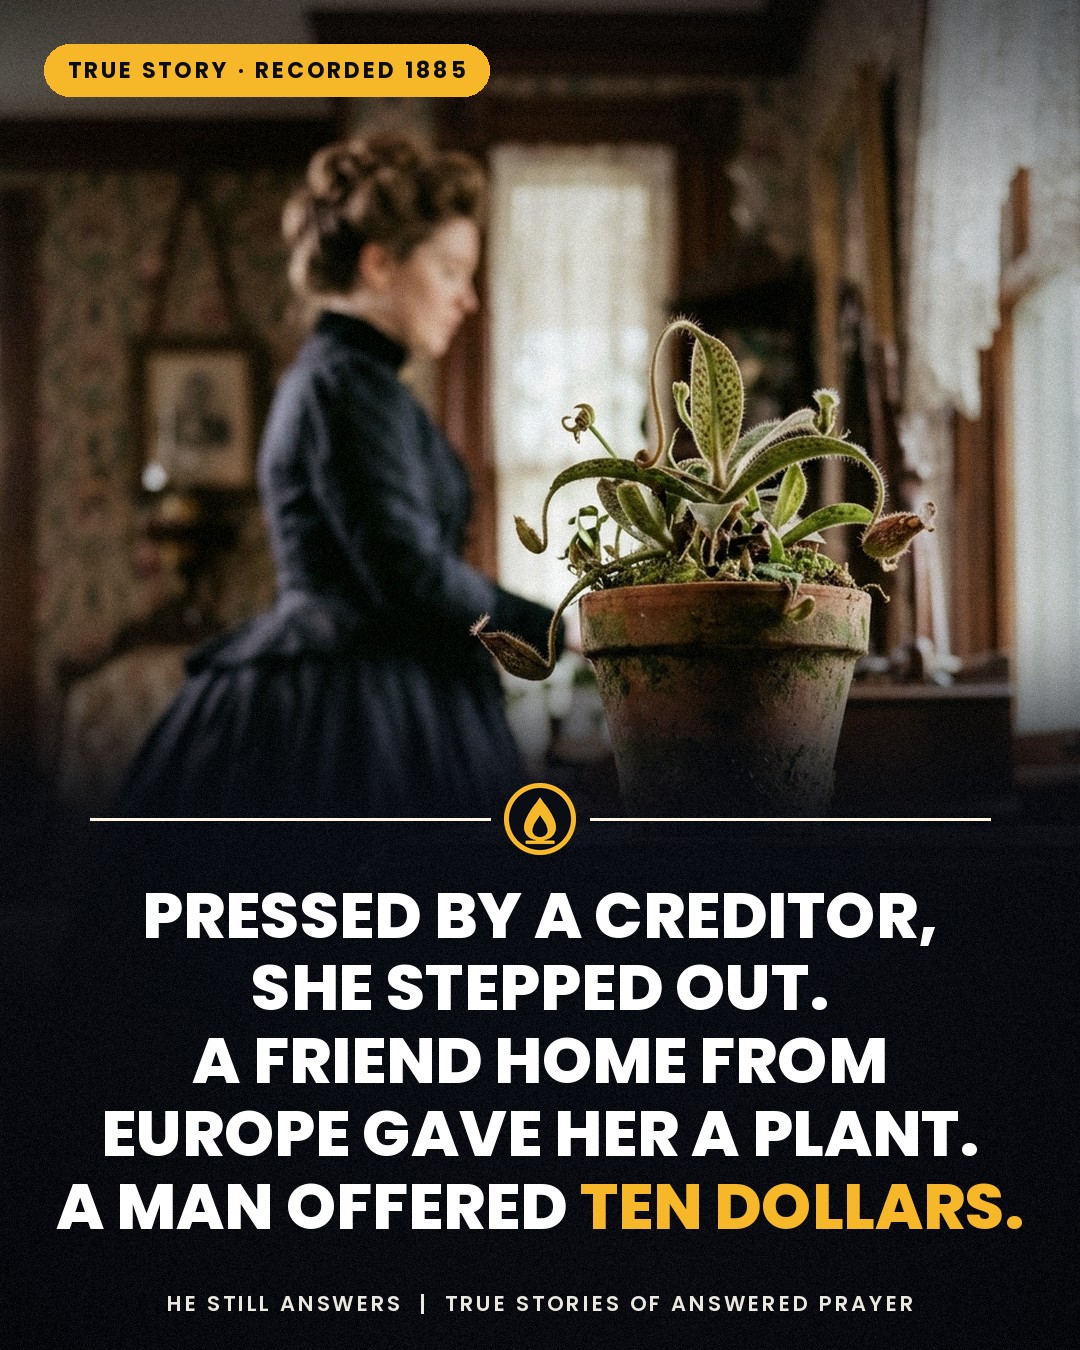 TRUE STORY · RECORDED 1885
PRESSED BY A CREDITOR,
SHE STEPPED OUT.
A FRIEND HOME FROM
EUROPE GAVE HER A PLANT.
A MAN OFFERED TEN DOLLARS.
HE STILL ANSWERS | TRUE STORIES OF ANSWERED PRAYER